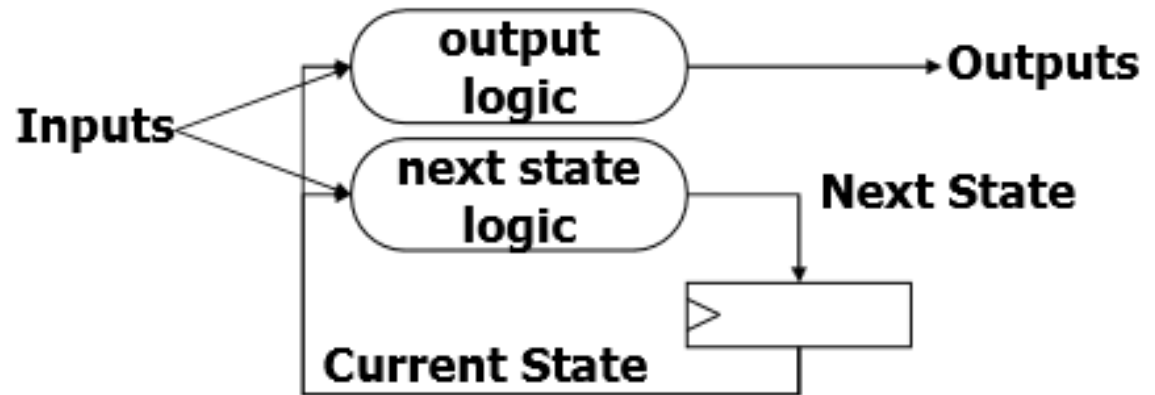 output
logic
Outputs
Inputs
next state
logic
Next State
Current State